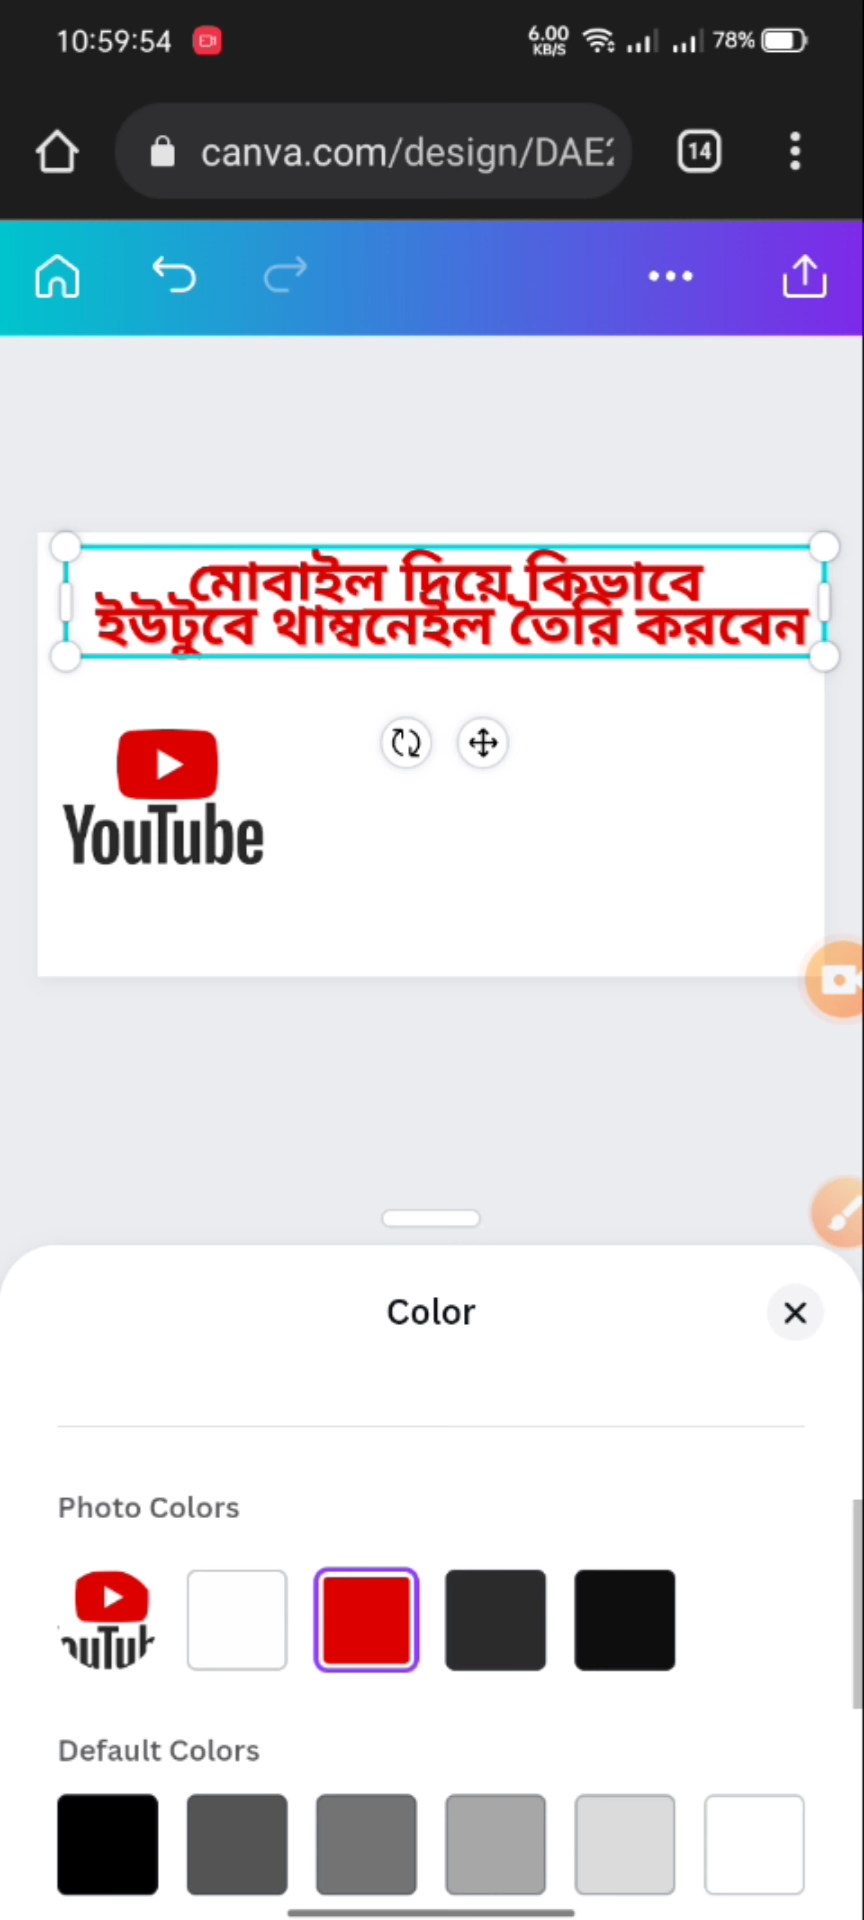 10:59:54
6.00 KB/S
78%
canva.com/design/DAE
14
মোবাইল দিয়ে কিভাবে
ইউটুবে থাম্বনেইল তৈরি করবেন
YouTube
Color
Photo Colors
Default Colors